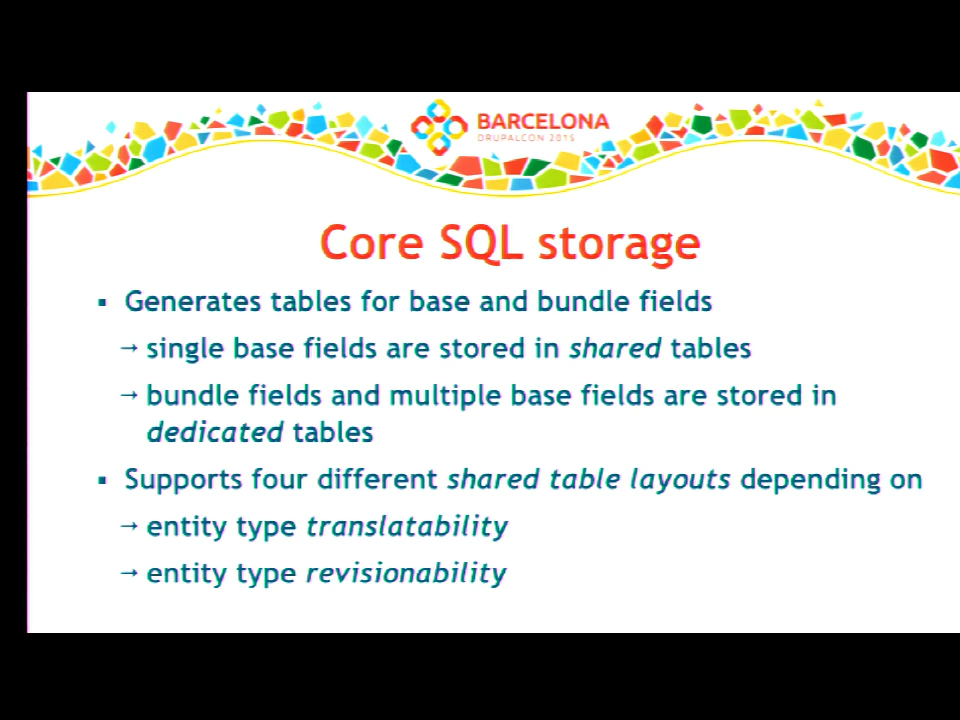 BARCELONA
DRUPALCON 2015
Core SQL storage
▪ Generates tables for base and bundle fields
→ single base fields are stored in shared tables
→ bundle fields and multiple base fields are stored in
dedicated tables
▪ Supports four different shared table layouts depending on
→ entity type translatability
→ entity type revisionability